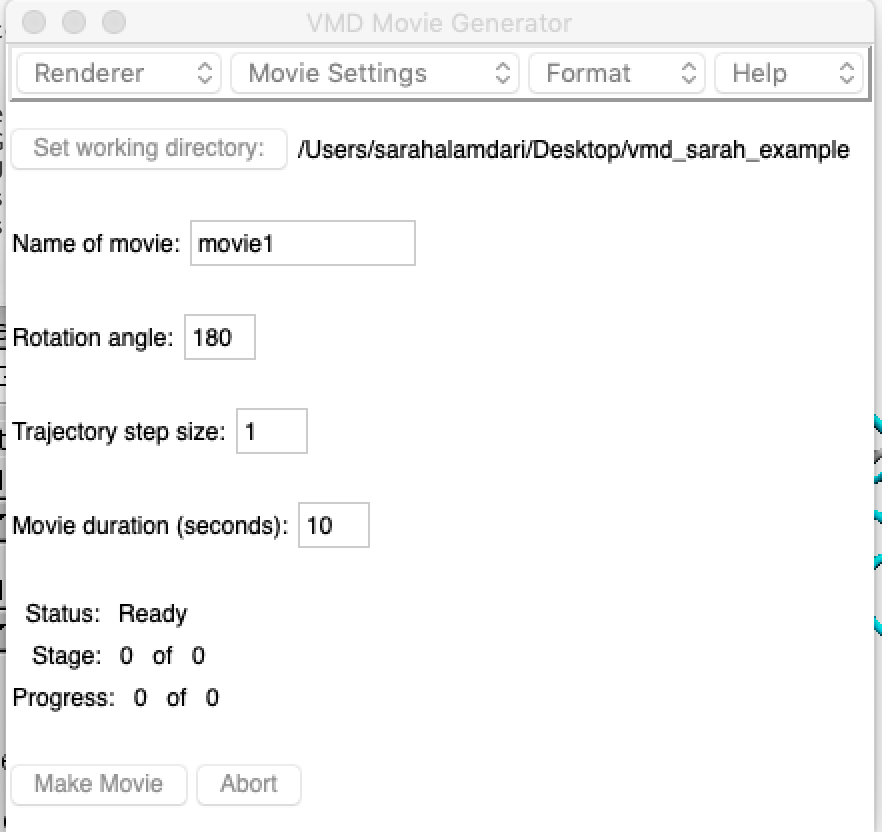 VMD Movie Generator
Renderer Movie Settings Format Help
Set working directory: /Users/sarahalamdari/Desktop/vmd_sarah_example
Name of movie: movie1
Rotation angle: 180
Trajectory step size: 1
Movie duration (seconds): 10
Status: Ready
Stage: 0 of 0
Progress: 0 of 0
Make Movie Abort